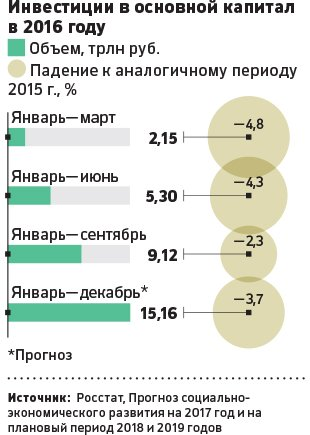 Инвестиции в основной капитал
в 2016 году
Объем, трлн руб.
Падение к аналогичному периоду
2015 г., %
Январь—март
2,15
–4,8
Январь—июнь
5,30
–4,3
Январь—сентябрь
9,12
–2,3
Январь—декабрь*
15,16
–3,7
*Прогноз
Источник: Росстат, Прогноз социально-
экономического развития на 2017 год и на
плановый период 2018 и 2019 годов